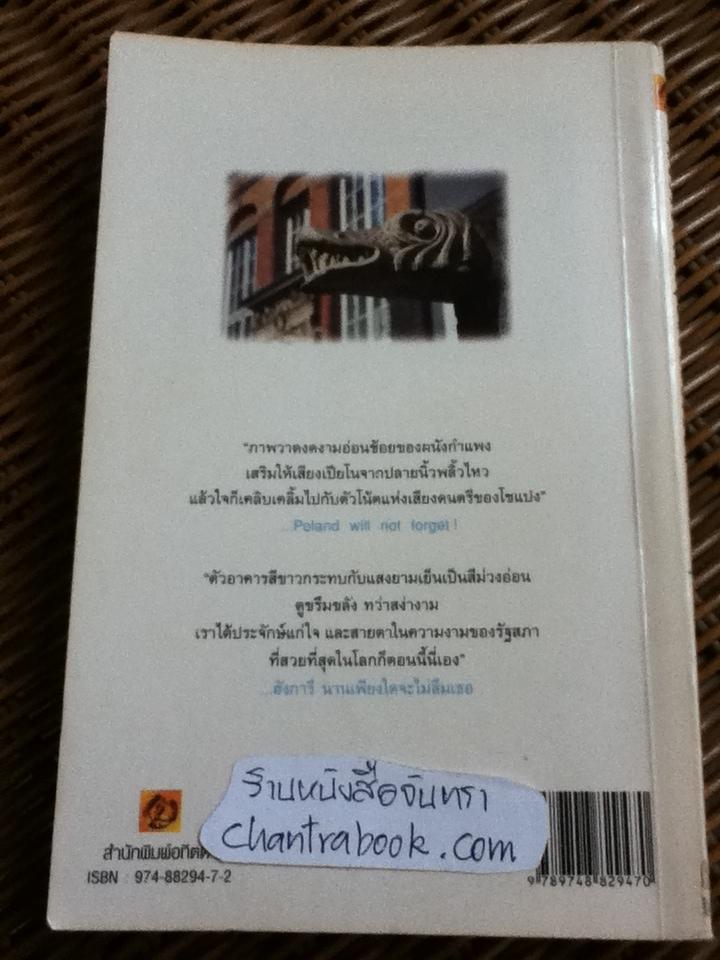 "ภาพวาดงดงามอ่อนช้อยของผนังกำแพง
เสริมให้เสียงเปียโนจากปลายนิ้วพลิ้วไหว
แล้วใจก็เคลิบเคลิ้มไปกับตัวโน้ตแห่งเสียงดนตรีของโชแปง"
...Poland will not forget !
"ตัวอาคารสีขาวกระทบกับแสงยามเย็นเป็นสีม่วงอ่อน
ดูขรึมขลัง ทว่าสง่างาม
เราได้ประจักษ์แก่ใจ และสายตาในความงามของรัฐสภา
ที่สวยที่สุดในโลกก็ตอนนี้นี่เอง"
...ฮังการี นานเพียงใดจะไม่ลืมเธอ
ร้านหนังสือจันทรา
chantrabook.com
สำนักพิมพ์
ISBN 974-88294-7-2
9 789748 829470